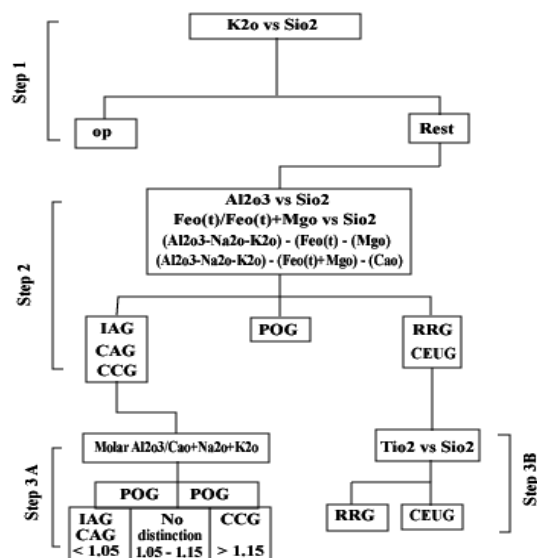 K2o vs Sio2
Step 1
op
Rest
Al2o3 vs Sio2
Feo(t)/Feo(t)+Mgo vs Sio2
(Al2o3-Na2o-K2o) - (Feo(t) - (Mgo)
(Al2o3-Na2o-K2o) - (Feo(t)+Mgo) - (Cao)
Step 2
IAG
CAG
CCG
POG
RRG
CEUG
Molar Al2o3/Cao+Na2o+K2o
Tio2 vs Sio2
Step 3A
Step 3B
POG
POG
IAG
CAG
< 1.05
No
distinction
1.05 - 1.15
CCG
> 1.15
RRG
CEUG